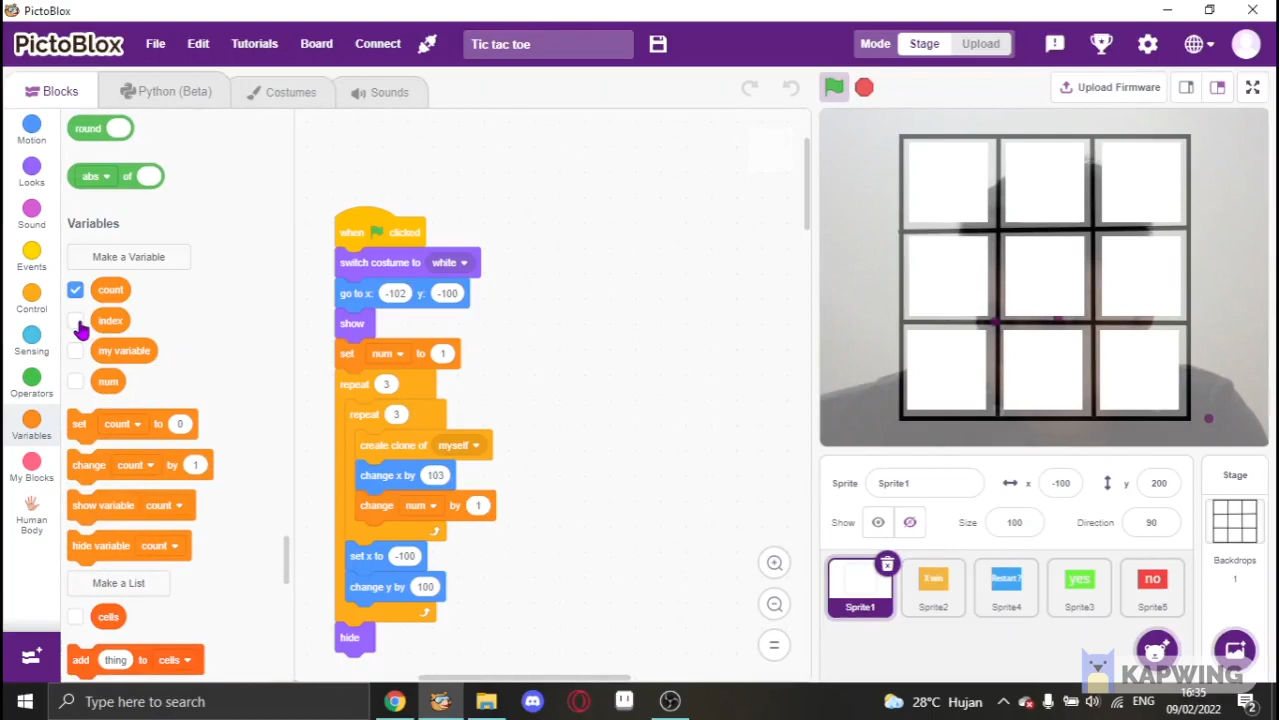 PictoBlox
PictoBlox File Edit Tutorials Board Connect Tic tac toe Mode Stage Upload
Blocks Python (Beta) Costumes Sounds Upload Firmware
Motion
Looks
Sound
Events
Control
Sensing
Operators
Variables
My Blocks
Human
Body
round
abs of
Variables
Make a Variable
count
index
my variable
num
set count to 0
change count by 1
show variable count
hide variable count
Make a List
cells
add thing to cells
when clicked
switch costume to white
go to x: -102 y: -100
show
set num to 1
repeat 3
repeat 3
create clone of myself
change x by 103
change num by 1
set x to -100
change y by 100
hide
Sprite Sprite1 x -100 y 200
Show Size 100 Direction 90
X win Restart? yes no
Sprite1 Sprite2 Sprite4 Sprite3 Sprite5
Stage
Backdrops
1
KAPWING
Type here to search 28°C Hujan ENG 16:35
09/02/2022 2